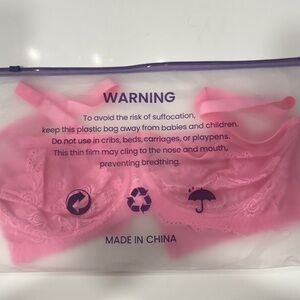 WARNING
To avoid the risk of suffocation,
keep this plastic bag away from babies and children.
Do not use in cribs, beds, carriages, or playpens.
This thin film may cling to the nose and mouth,
preventing bredthing.
MADE IN CHINA